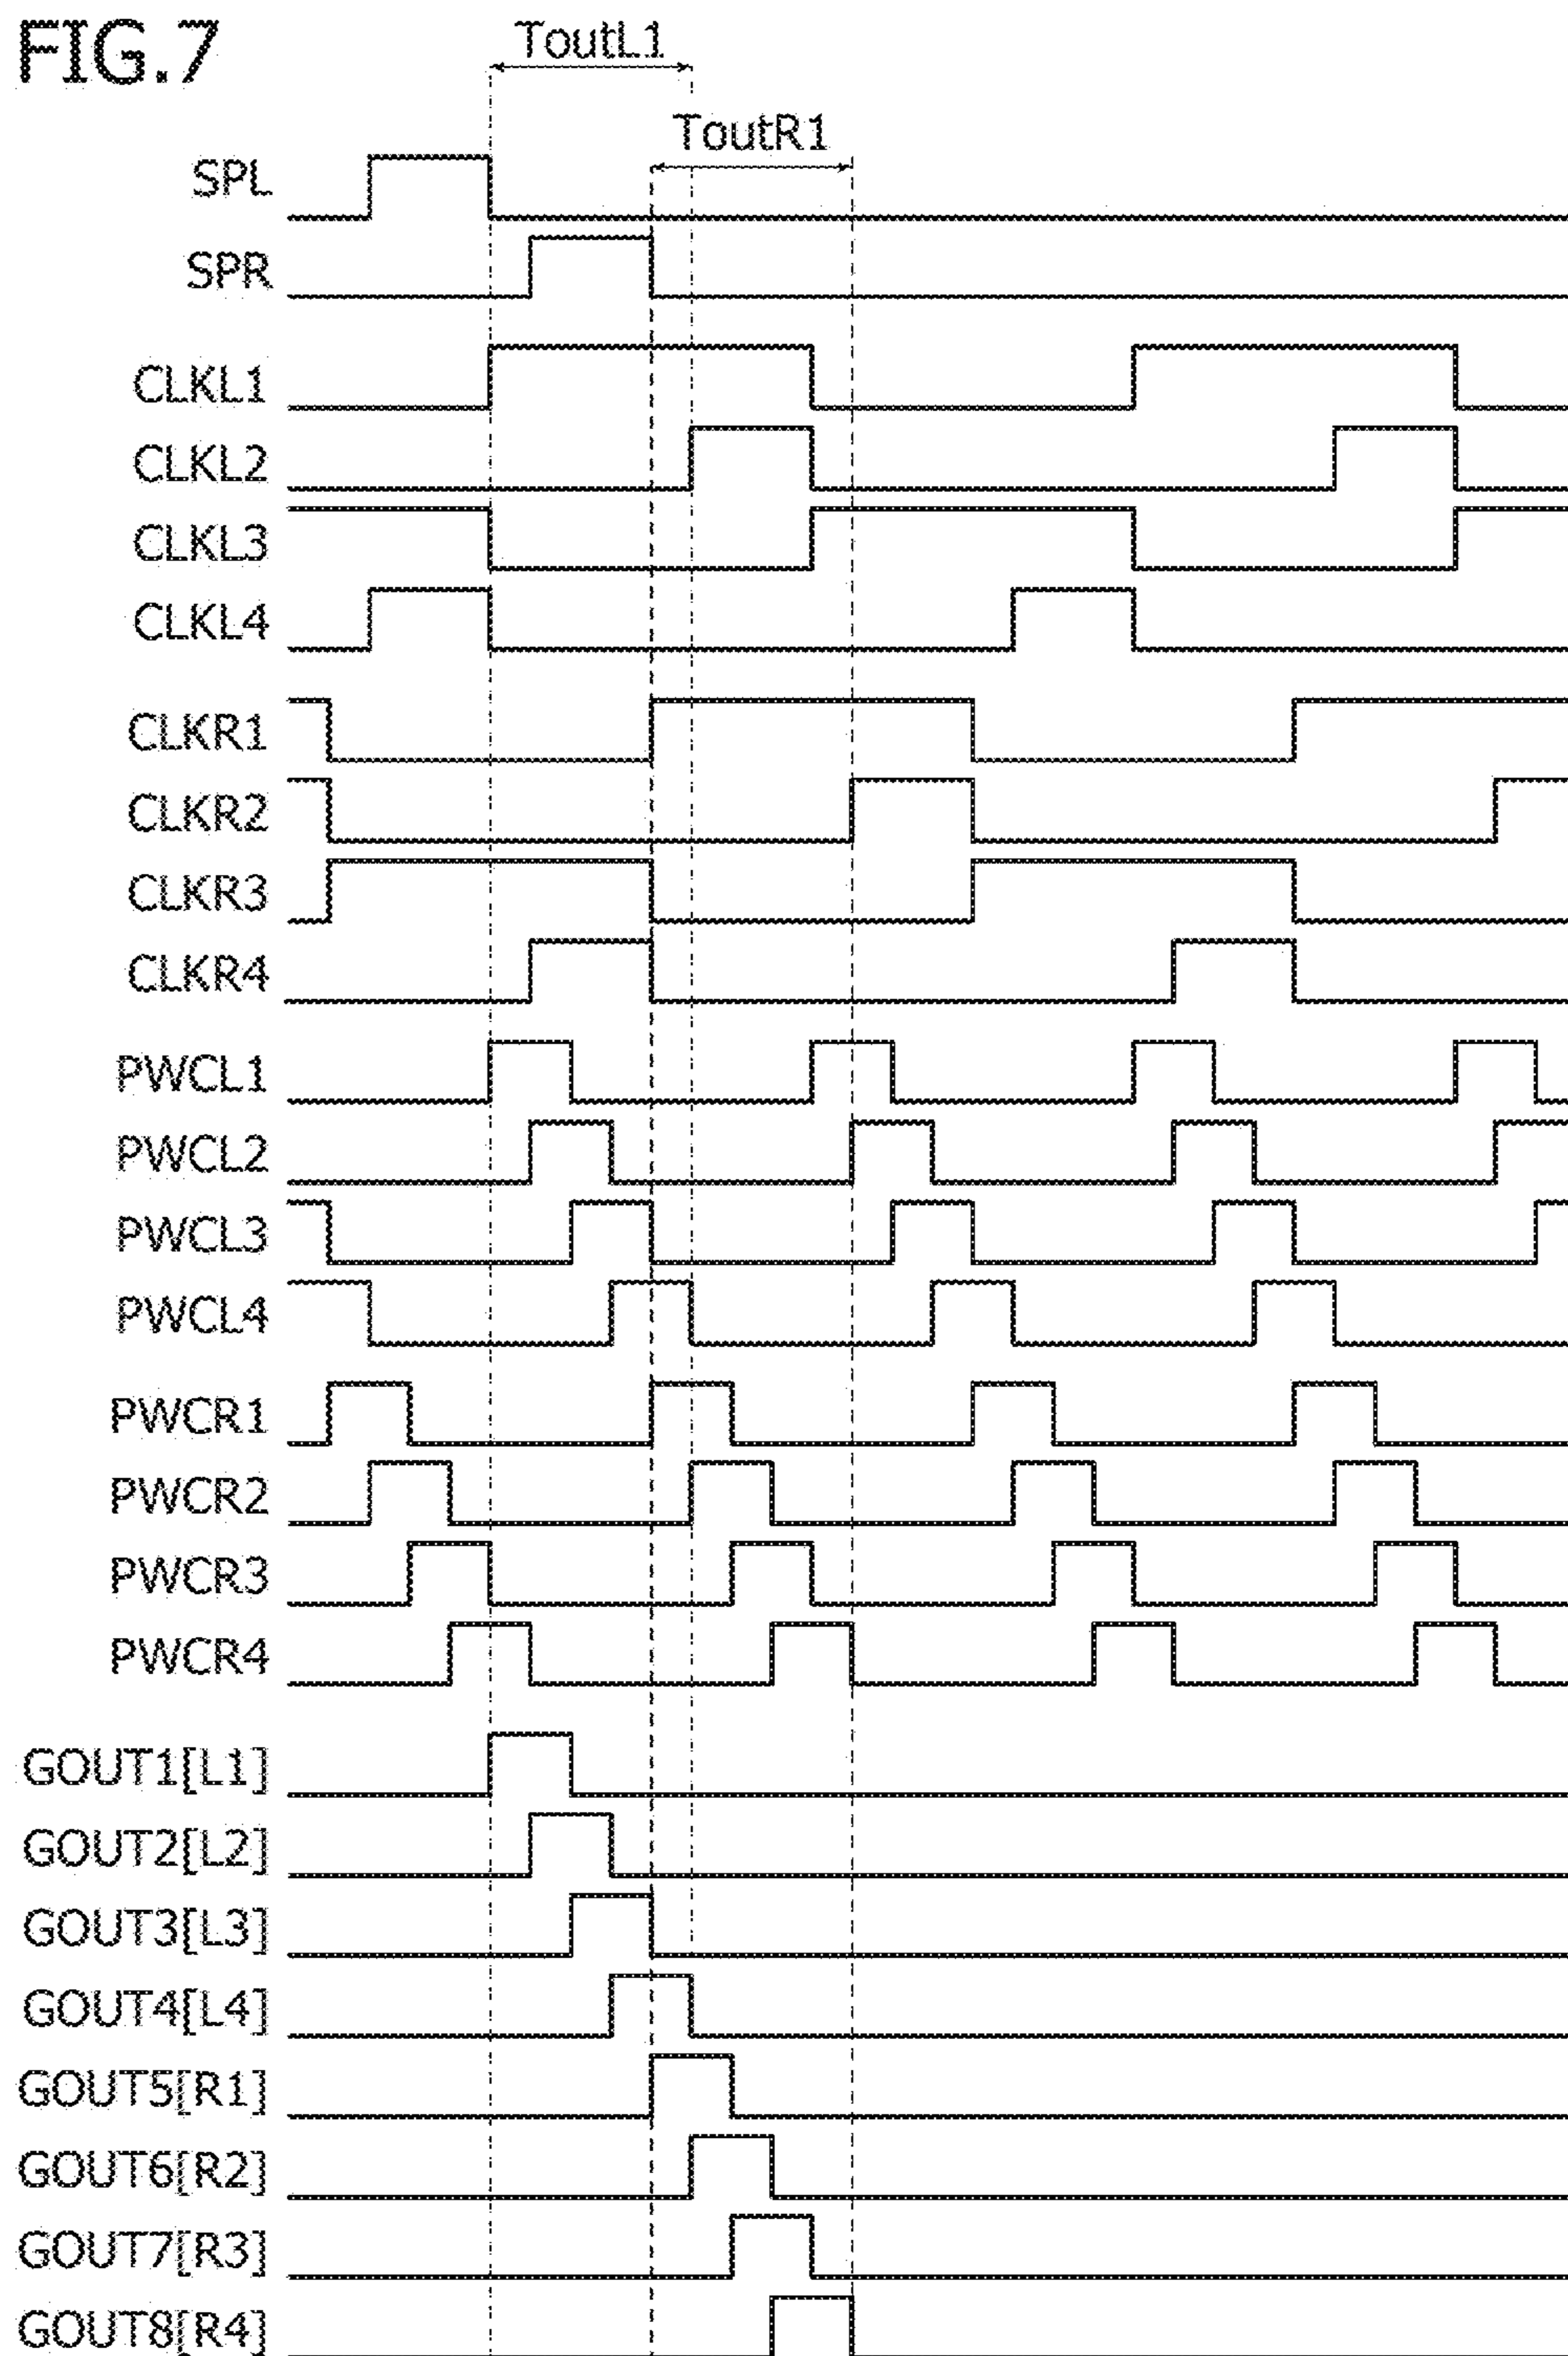 FIG.7
ToutL1
ToutR1
SPL
SPR
CLKL1
CLKL2
CLKL3
CLKL4
CLKR1
CLKR2
CLKR3
CLKR4
PWCL1
PWCL2
PWCL3
PWCL4
PWCR1
PWCR2
PWCR3
PWCR4
GOUT1[L1]
GOUT2[L2]
GOUT3[L3]
GOUT4[L4]
GOUT5[R1]
GOUT6[R2]
GOUT7[R3]
GOUT8[R4]